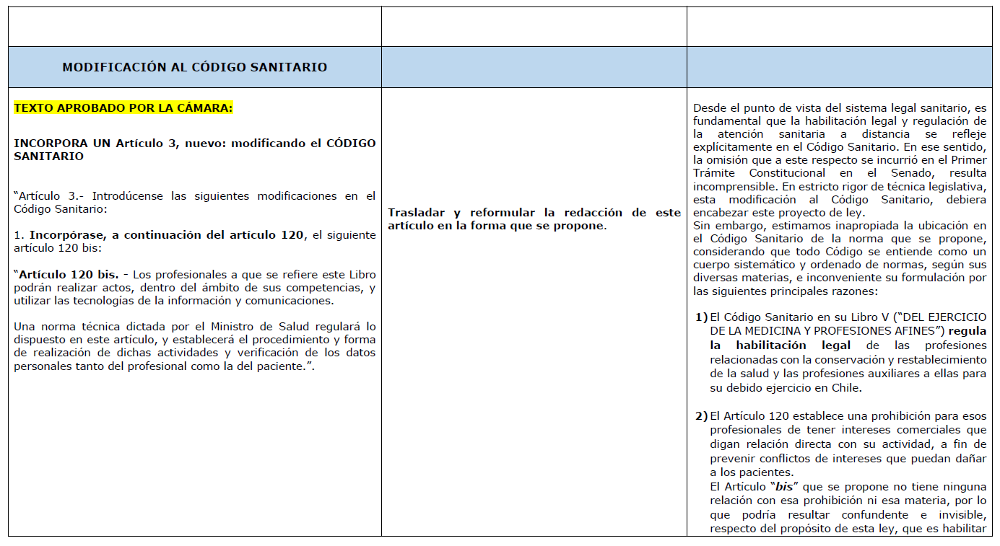 MODIFICACIÓN AL CÓDIGO SANITARIO
TEXTO APROBADO POR LA CÁMARA:
INCORPORA UN Artículo 3, nuevo: modificando el CÓDIGO
SANITARIO
“Artículo 3.- Introdúcense las siguientes modificaciones en el
Código Sanitario:
1. Incorpórase, a continuación del artículo 120, el siguiente
artículo 120 bis:
“Artículo 120 bis. - Los profesionales a que se refiere este Libro
podrán realizar actos, dentro del ámbito de sus competencias, y
utilizar las tecnologías de la información y comunicaciones.
Una norma técnica dictada por el Ministro de Salud regulará lo
dispuesto en este artículo, y establecerá el procedimiento y forma
de realización de dichas actividades y verificación de los datos
personales tanto del profesional como la del paciente.”.
Trasladar y reformular la redacción de este
artículo en la forma que se propone.
Desde el punto de vista del sistema legal sanitario, es
fundamental que la habilitación legal y regulación de
la atención sanitaria a distancia se refleje
explícitamente en el Código Sanitario. En ese sentido,
la omisión que a este respecto se incurrió en el Primer
Trámite Constitucional en el Senado, resulta
incomprensible. En estricto rigor de técnica legislativa,
esta modificación al Código Sanitario, debiera
encabezar este proyecto de ley.
Sin embargo, estimamos inapropiada la ubicación en
el Código Sanitario de la norma que se propone,
considerando que todo Código se entiende como un
cuerpo sistemático y ordenado de normas, según sus
diversas materias, e inconveniente su formulación por
las siguientes principales razones:
1) El Código Sanitario en su Libro V (“DEL EJERCICIO
DE LA MEDICINA Y PROFESIONES AFINES”) regula
la habilitación legal de las profesiones
relacionadas con la conservación y restablecimiento
de la salud y las profesiones auxiliares a ellas para
su debido ejercicio en Chile.
2) El Artículo 120 establece una prohibición para esos
profesionales de tener intereses comerciales que
digan relación directa con su actividad, a fin de
prevenir conflictos de intereses que puedan dañar
a los pacientes.
El Artículo “bis” que se propone no tiene ninguna
relación con esa prohibición ni esa materia, por lo
que podría resultar confundente e invisible,
respecto del propósito de esta ley, que es habilitar